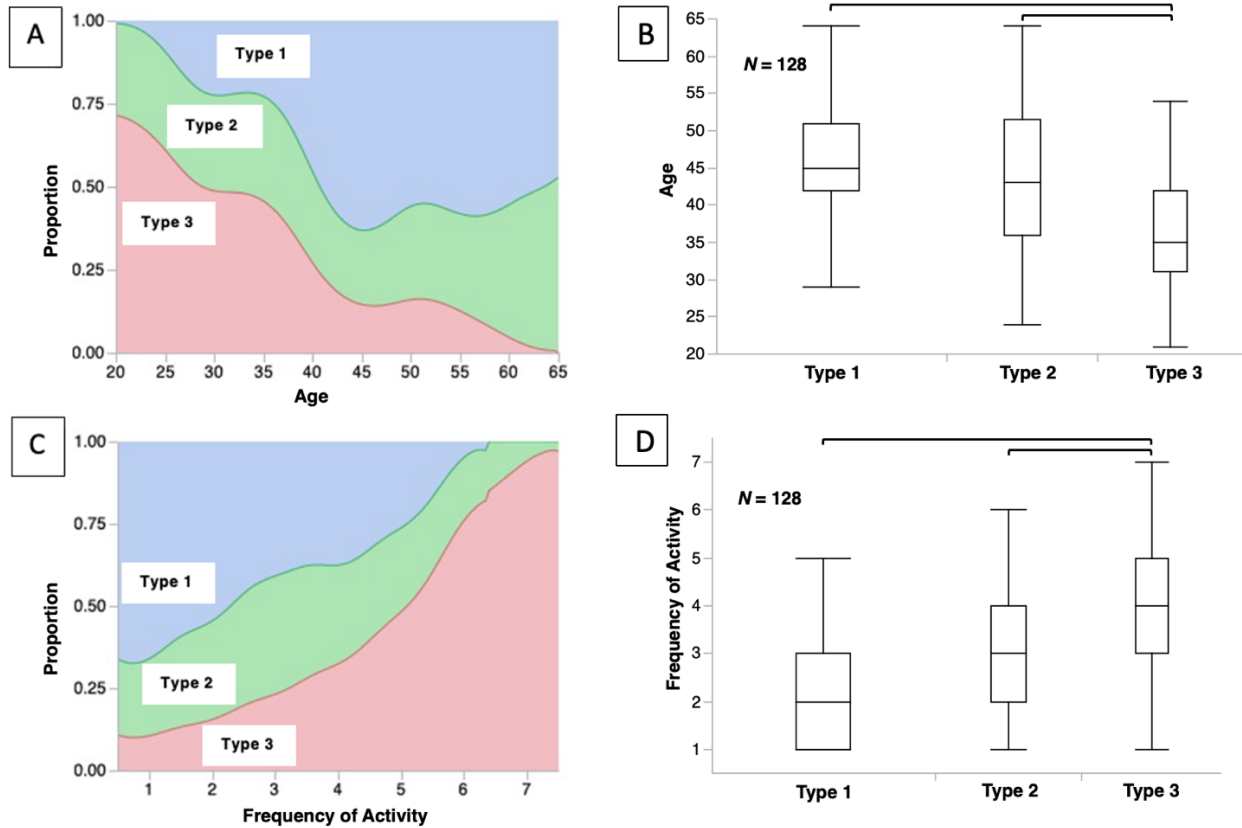 A
1.00
0.75
0.50
0.25
0.00
Proportion
Type 1
Type 2
Type 3
20 25 30 35 40 45 50 55 60 65
Age
B
65
60
55
50
45
40
35
30
25
20
Age
N = 128
Type 1 Type 2 Type 3
C
1.00
0.75
0.50
0.25
0.00
Proportion
Type 1
Type 2
Type 3
1 2 3 4 5 6 7
Frequency of Activity
D
7
6
5
4
3
2
1
Frequency of Activity
N = 128
Type 1 Type 2 Type 3